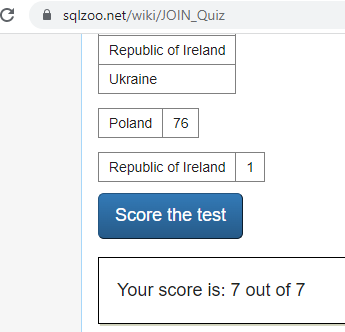 sqlzoo.net/wiki/JOIN_Quiz
Republic of Ireland
Ukraine
Poland 76
Republic of Ireland 1
Score the test
Your score is: 7 out of 7